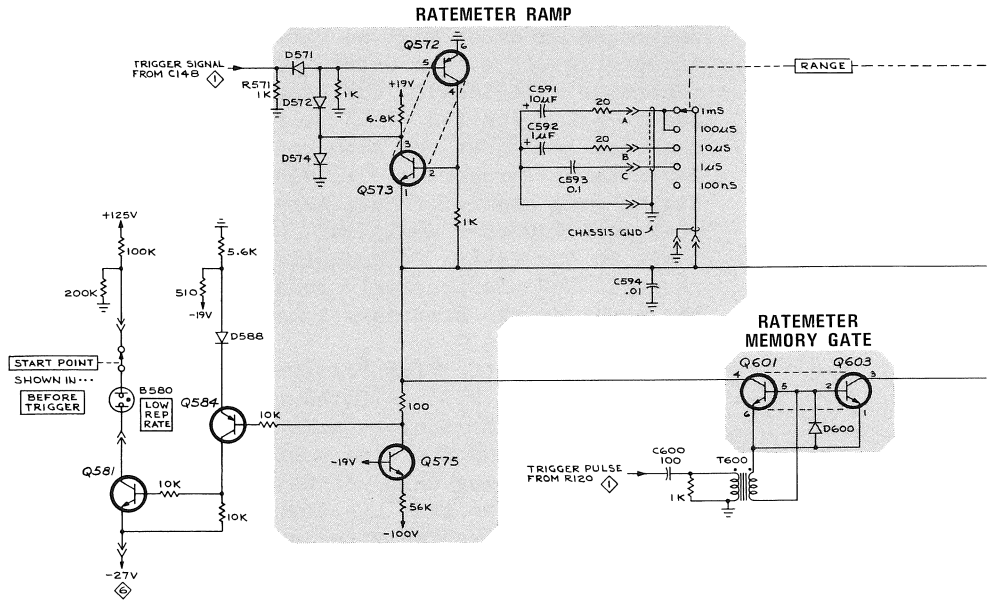 RATEMETER RAMP
TRIGGER SIGNAL
FROM C148 1
R571
1K
D571
D572
D574
1K
Q572
5
6
4
+19V
6.8K
3
2
1
Q573
1K
C591
10μF
+
20
A
C592
1μF
+
20
B
C593
0.1
C
CHASSIS GND
RANGE
1mS
100μS
10μS
1μS
100nS
C594
.01
+125V
100K
200K
5.6K
510
-19V
D588
START POINT
SHOWN IN···
BEFORE
TRIGGER
B580
LOW
REP
RATE
Q584
10K
Q581
10K
10K
-27V
6
100
-19V
Q575
56K
-100V
RATEMETER
MEMORY GATE
Q601
Q603
4
5
6
2
3
1
D600
TRIGGER PULSE
FROM R120 1
C600
100
1K
T600